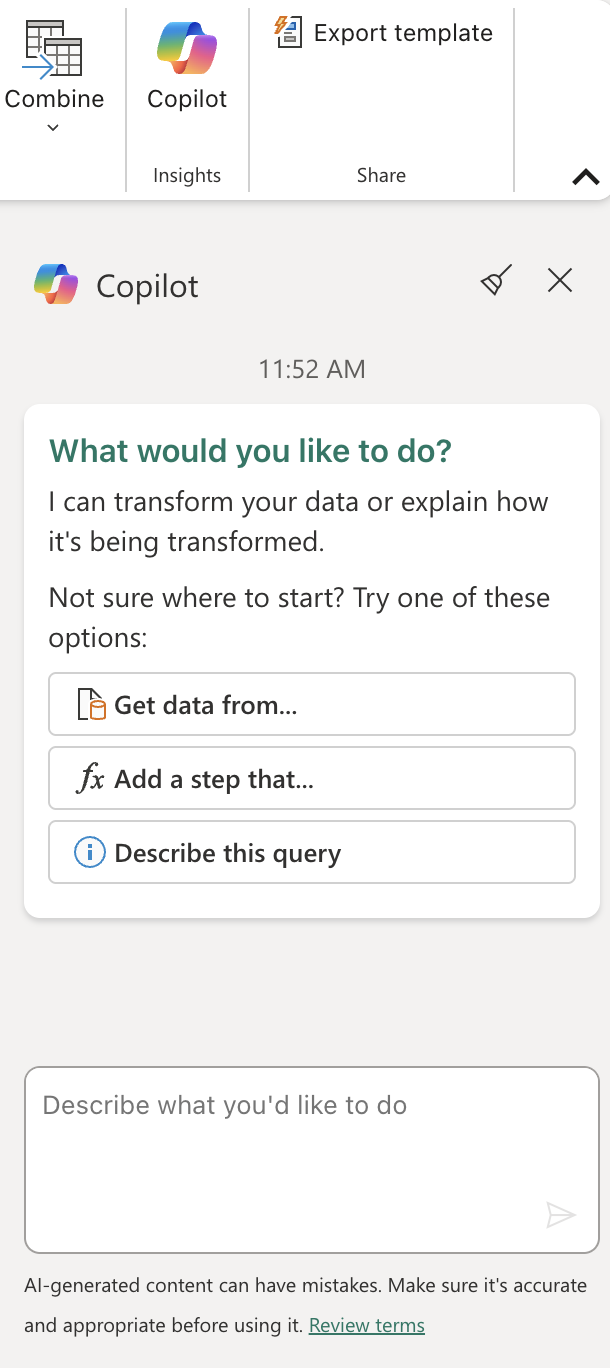 Export template
Combine
Copilot
Insights
Share
Copilot
11:52 AM
What would you like to do?
I can transform your data or explain how
it's being transformed.
Not sure where to start? Try one of these
options:
Get data from...
fx Add a step that...
Describe this query
Describe what you'd like to do
AI-generated content can have mistakes. Make sure it's accurate
and appropriate before using it. Review terms